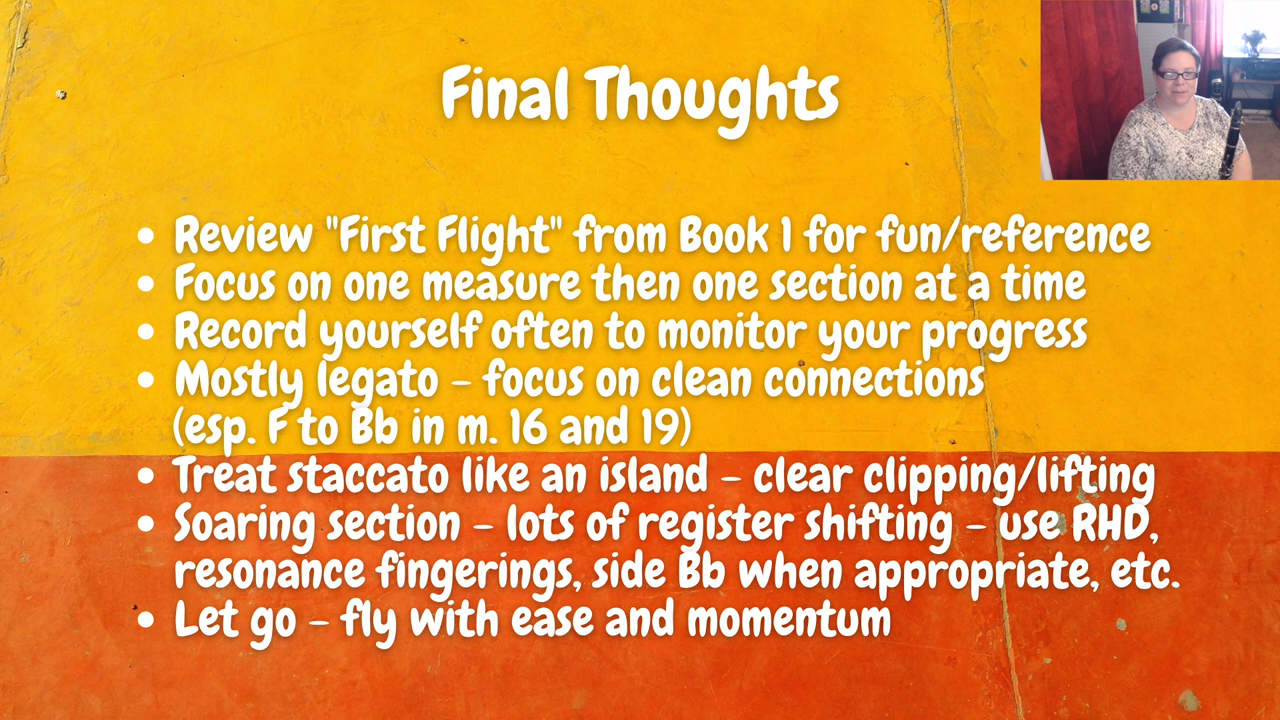 Final Thoughts
• Review "First Flight" from Book 1 for fun/reference
• Focus on one measure then one section at a time
• Record yourself often to monitor your progress
• Mostly legato - focus on clean connections
(esp. F to Bb in m. 16 and 19)
• Treat staccato like an island - clear clipping/lifting
• Soaring section - lots of register shifting - use RHD,
resonance fingerings, side Bb when appropriate, etc.
• Let go - fly with ease and momentum